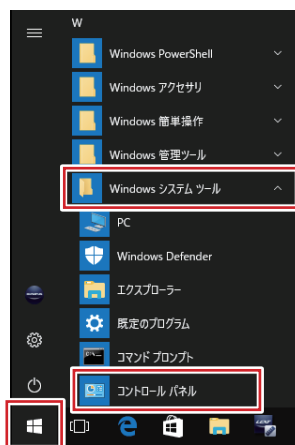 W
Windows PowerShell
Windows アクセサリ
Windows 簡単操作
Windows 管理ツール
Windows システム ツール
PC
Windows Defender
エクスプローラー
既定のプログラム
コマンド プロンプト
コントロール パネル